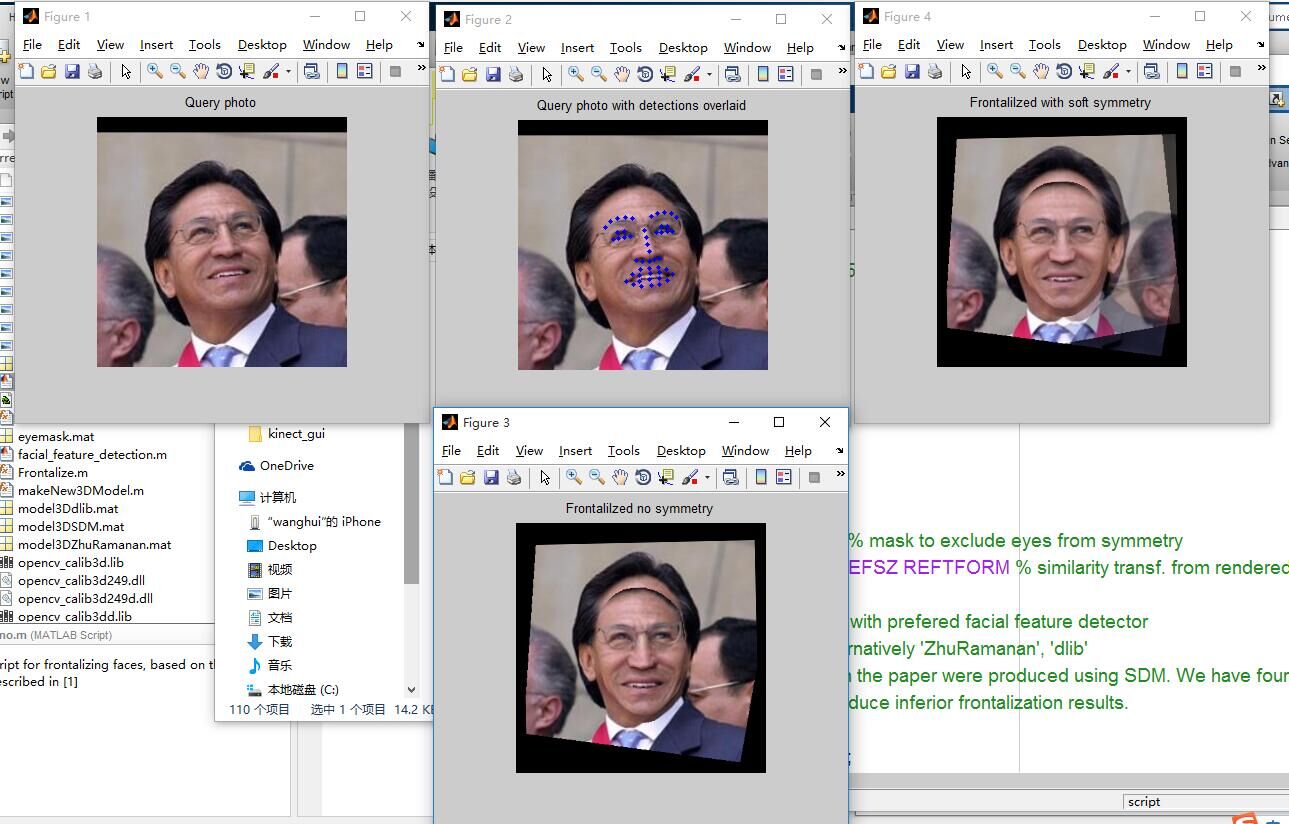 Figure 1
File Edit View Insert Tools Desktop Window Help
Query photo
Figure 2
File Edit View Insert Tools Desktop Window Help
Query photo with detections overlaid
Figure 4
File Edit View Insert Tools Desktop Window Help
Frontalilzed with soft symmetry
Figure 3
File Edit View Insert Tools Desktop Window Help
Frontalilzed no symmetry
eyemask.mat
facial_feature_detection.m
Frontalize.m
makeNew3DModel.m
model3Ddlib.mat
model3DSDM.mat
model3DZhuRamanan.mat
opencv_calib3d.lib
opencv_calib3d249.dll
opencv_calib3d249d.dll
opencv_calib3dd.lib
no.m (MATLAB Script)
ript for frontalizing faces, based on th
escribed in [1]
kinect_gui
OneDrive
计算机
“wanghui”的 iPhone
Desktop
视频
图片
文档
下载
音乐
本地磁盘 (C:)
110 个项目 选中 1 个项目 14.2 KB
% mask to exclude eyes from symmetry
EFSZ REFTFORM % similarity transf. from rendered
with prefered facial feature detector
rnatively 'ZhuRamanan', 'dlib'
the paper were produced using SDM. We have four
duce inferior frontalization results.
script